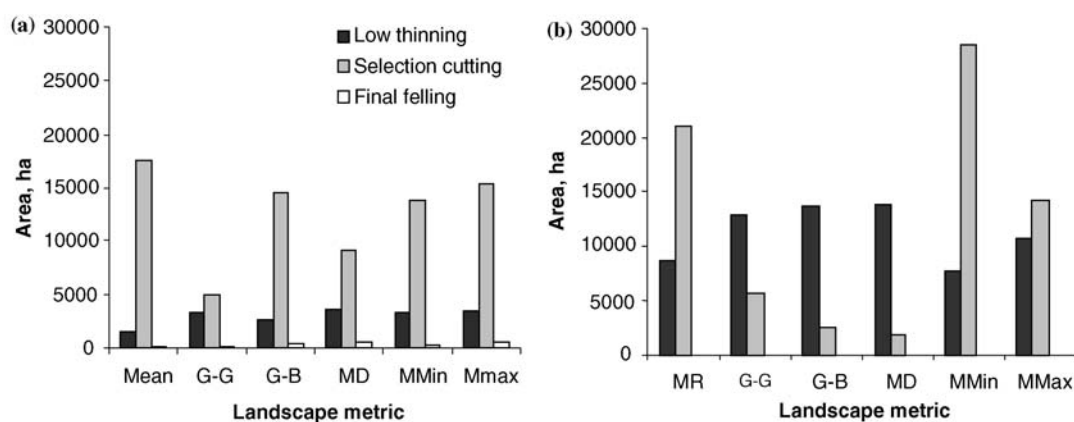 (a)
30000
25000
20000
15000
10000
5000
0
Area, ha
Low thinning
Selection cutting
Final felling
Mean G-G G-B MD MMin Mmax
Landscape metric
(b)
30000
25000
20000
15000
10000
5000
0
Area, ha
MR G-G G-B MD MMin MMax
Landscape metric